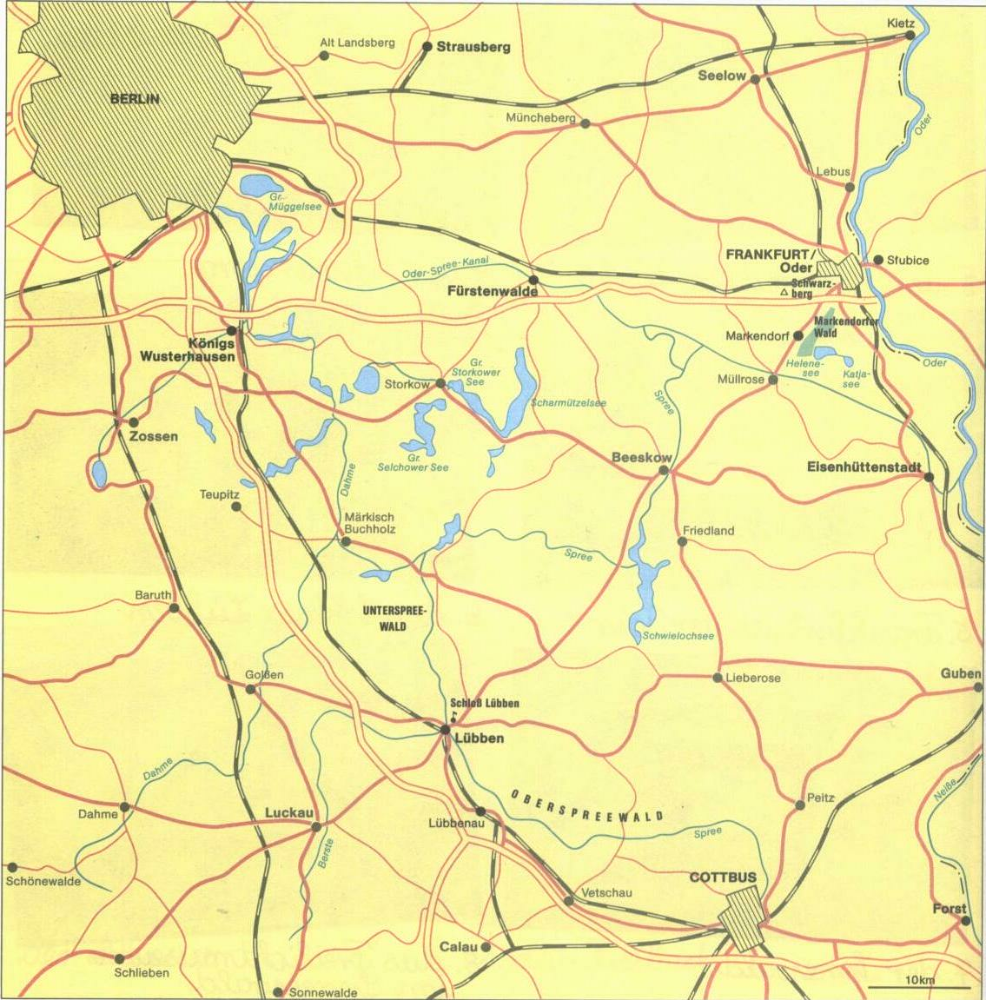 Kietz
Alt Landsberg
Strausberg
BERLIN
Seelow
Müncheberg
Oder
Lebus
Gr.
Müggelsee
Oder-Spree-Kanal
Fürstenwalde
FRANKFURT/
Oder
Sfubice
Schwarz-
berg
Königs
Wusterhausen
Markendorf
Markendorfer
Wald
Helene-
see
Katja-
see
Oder
Storkow
Gr.
Storkower
See
Scharmützelsee
Müllrose
Spree
Zossen
Gr.
Selchower See
Beeskow
Eisenhüttenstadt
Dahme
Teupitz
Märkisch
Buchholz
Friedland
Spree
Baruth
UNTERSPREE-
WALD
Schwielochsee
Golßen
Lieberose
Guben
Schloß Lübben
Lübben
Dahme
Neiße
Dahme
Luckau
Lübbenau
OBERSPREEWALD
Peitz
Berste
Spree
Schönewalde
COTTBUS
Vetschau
Forst
Calau
Schlieben
Sonnewalde
10km